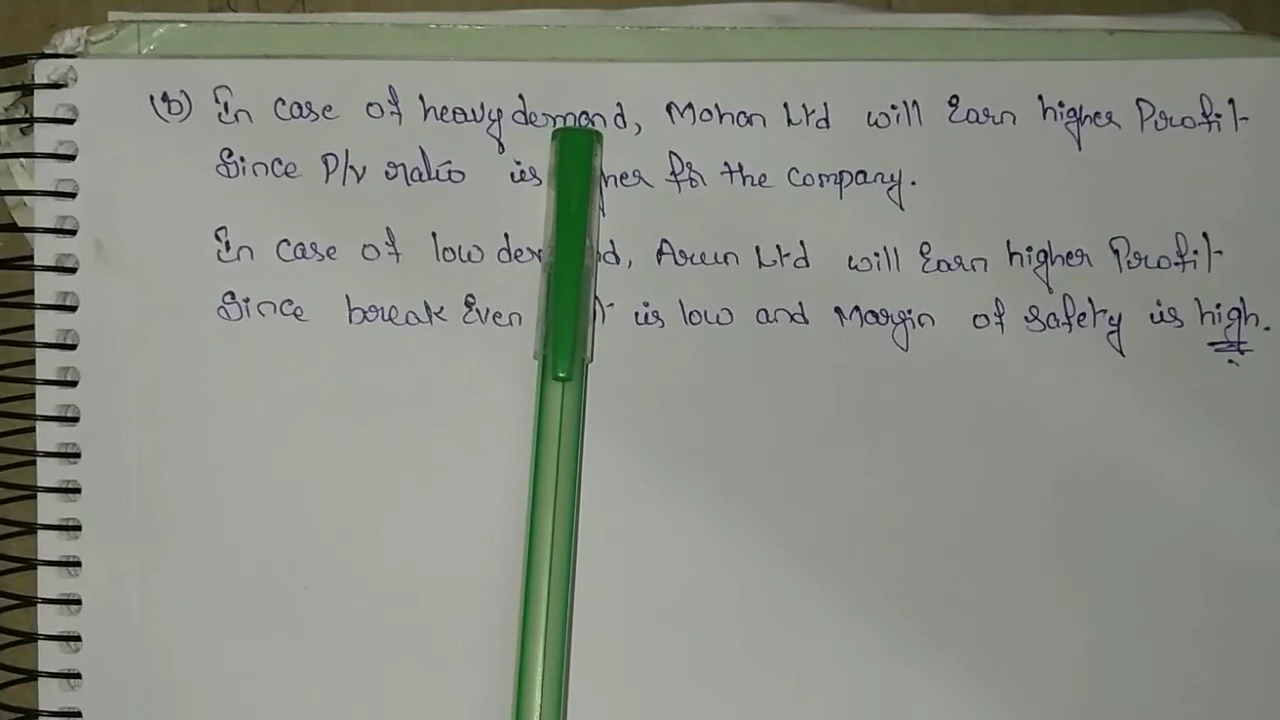 (b) In case of heavy demand, Mohan Ltd will Earn higher Profit
Since P/v ratio is for the company.
In case of low Arun Ltd will Earn higher Profit
Since break Even is low and Margin of safety is high.